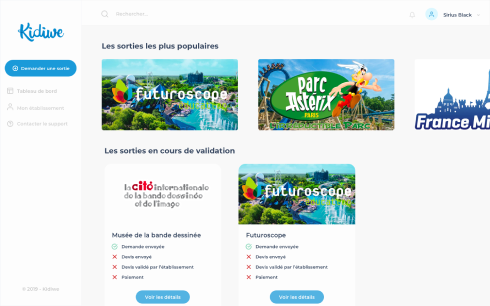 Kidiwe
Rechercher...
Sirius Black
Demander une sortie
Tableau de bord
Mon établissement
Contacter le support
Les sorties les plus populaires
futuroscope
PARC
ASTÉRIX
PARIS
France Mi
Les sorties en cours de validation
la cité internationale
de la bande dessinée
et de l'image
Musée de la bande dessinée
Demande envoyée
Devis envoyé
Devis validé par l'établissement
Paiement
Voir les détails
futuroscope
Futuroscope
Demande envoyée
Devis envoyé
Devis validé par l'établissement
Paiement
Voir les détails
© 2019 - Kidiwe